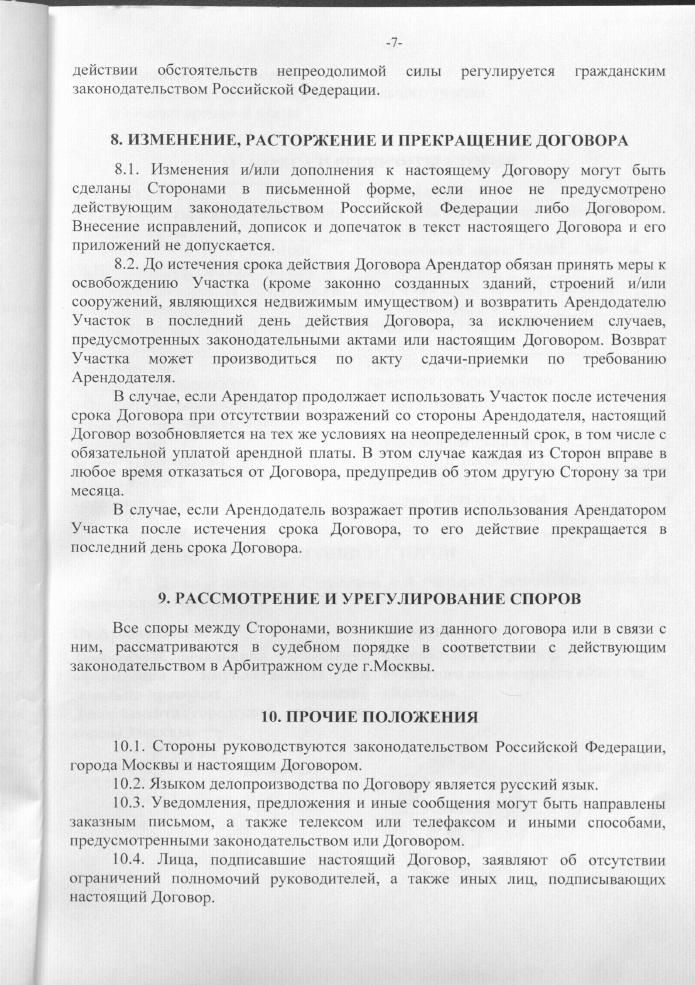 -7-
действии обстоятельств непреодолимой силы регулируется гражданским
законодательством Российской Федерации.
8. ИЗМЕНЕНИЕ, РАСТОРЖЕНИЕ И ПРЕКРАЩЕНИЕ ДОГОВОРА
8.1. Изменения и/или дополнения к настоящему Договору могут быть
сделаны Сторонами в письменной форме, если иное не предусмотрено
действующим законодательством Российской Федерации либо Договором.
Внесение исправлений, дописок и допечаток в текст настоящего Договора и его
приложений не допускается.
8.2. До истечения срока действия Договора Арендатор обязан принять меры к
освобождению Участка (кроме законно созданных зданий, строений и/или
сооружений, являющихся недвижимым имуществом) и возвратить Арендодателю
Участок в последний день действия Договора, за исключением случаев,
предусмотренных законодательными актами или настоящим Договором. Возврат
Участка может производиться по акту сдачи-приемки по требованию
Арендодателя.
В случае, если Арендатор продолжает использовать Участок после истечения
срока Договора при отсутствии возражений со стороны Арендодателя, настоящий
Договор возобновляется на тех же условиях на неопределенный срок, в том числе с
обязательной уплатой арендной платы. В этом случае каждая из Сторон вправе в
любое время отказаться от Договора, предупредив об этом другую Сторону за три
месяца.
В случае, если Арендодатель возражает против использования Арендатором
Участка после истечения срока Договора, то его действие прекращается в
последний день срока Договора.
9. РАССМОТРЕНИЕ И УРЕГУЛИРОВАНИЕ СПОРОВ
Все споры между Сторонами, возникшие из данного договора или в связи с
ним, рассматриваются в судебном порядке в соответствии с действующим
законодательством в Арбитражном суде г.Москвы.
10. ПРОЧИЕ ПОЛОЖЕНИЯ
10.1. Стороны руководствуются законодательством Российской Федерации,
города Москвы и настоящим Договором.
10.2. Языком делопроизводства по Договору является русский язык.
10.3. Уведомления, предложения и иные сообщения могут быть направлены
заказным письмом, а также телексом или телефаксом и иными способами,
предусмотренными законодательством или Договором.
10.4. Лица, подписавшие настоящий Договор, заявляют об отсутствии
ограничений полномочий руководителей, а также иных лиц, подписывающих
настоящий Договор.